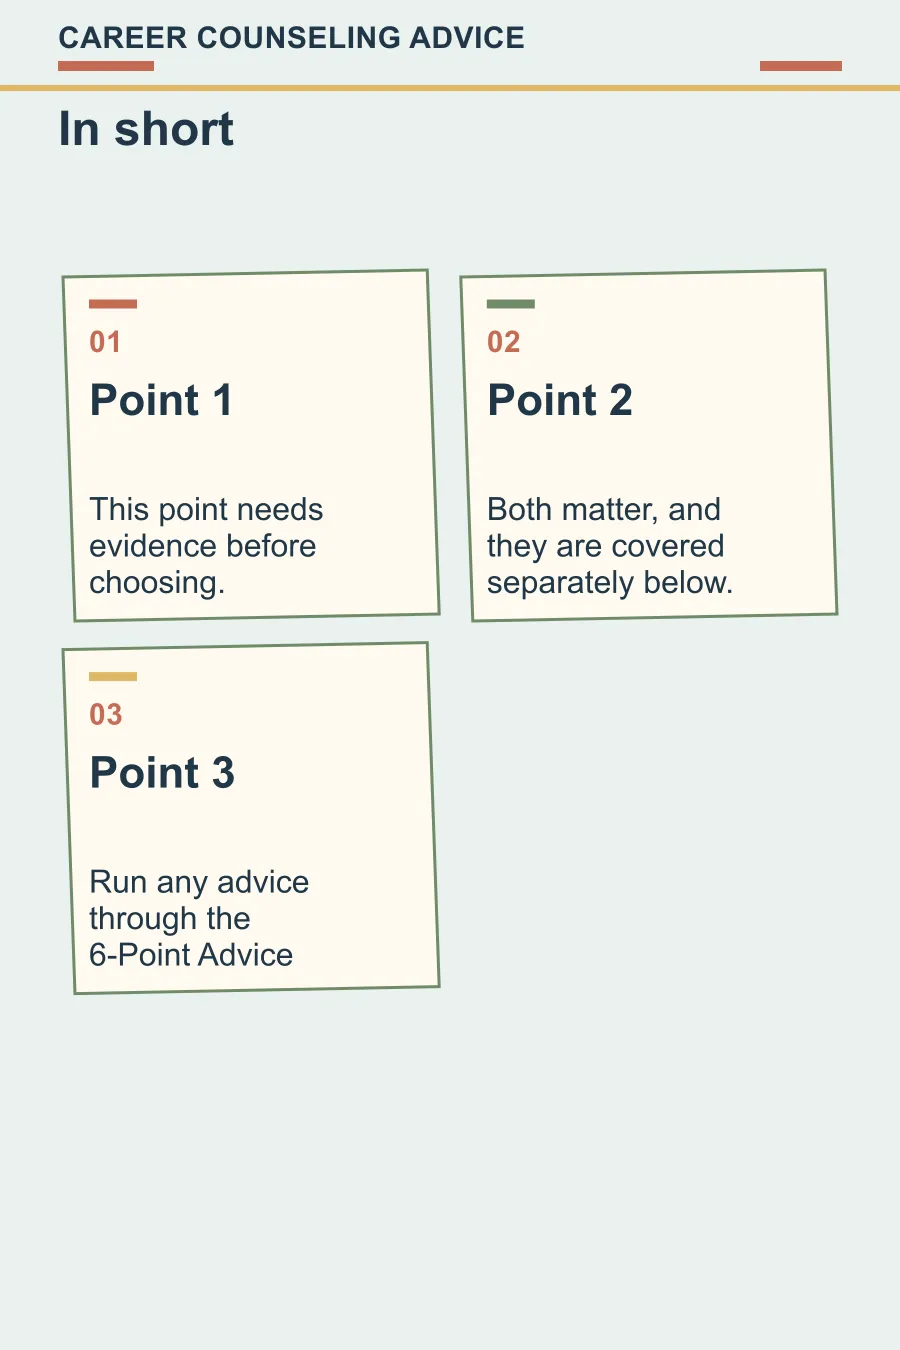 CAREER COUNSELING ADVICE
In short
01
Point 1
This point needs
evidence before
choosing.
02
Point 2
Both matter, and
they are covered
separately below.
03
Point 3
Run any advice
through the
6-Point Advice